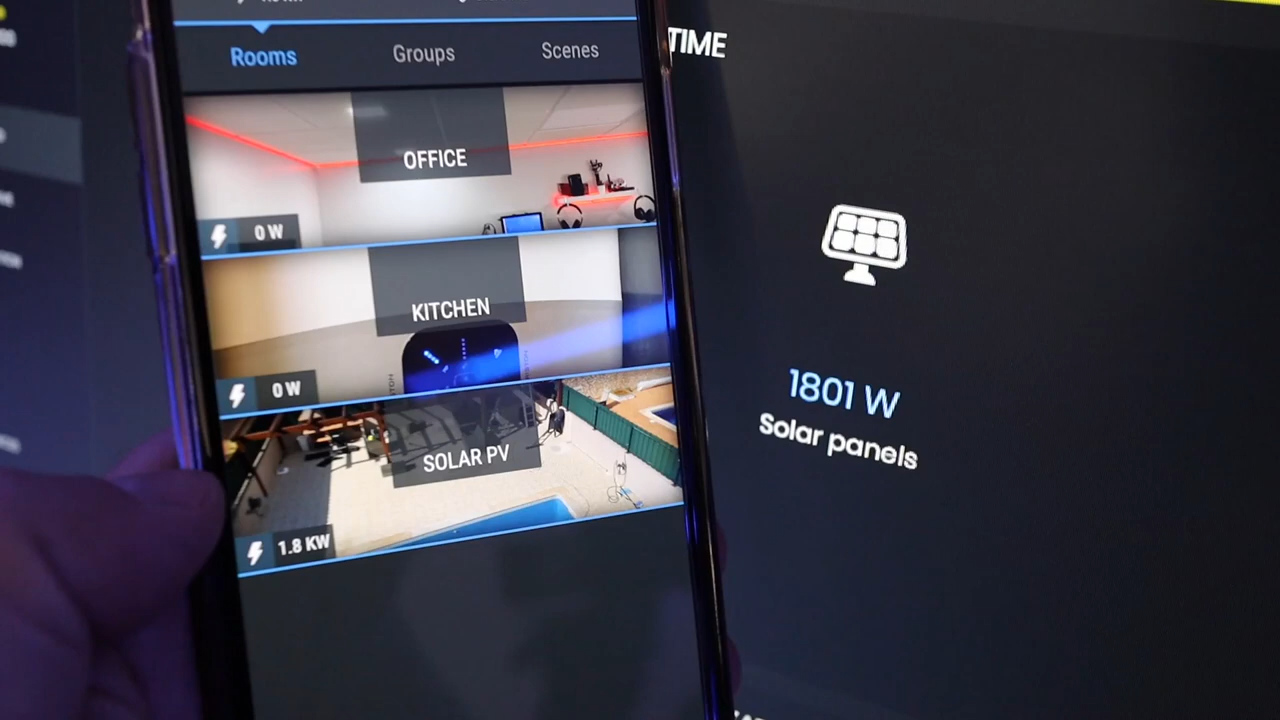 Rooms
Groups
Scenes
OFFICE
0 W
KITCHEN
0 W
SOLAR PV
1.8 KW
TIME
1801 W
Solar panels